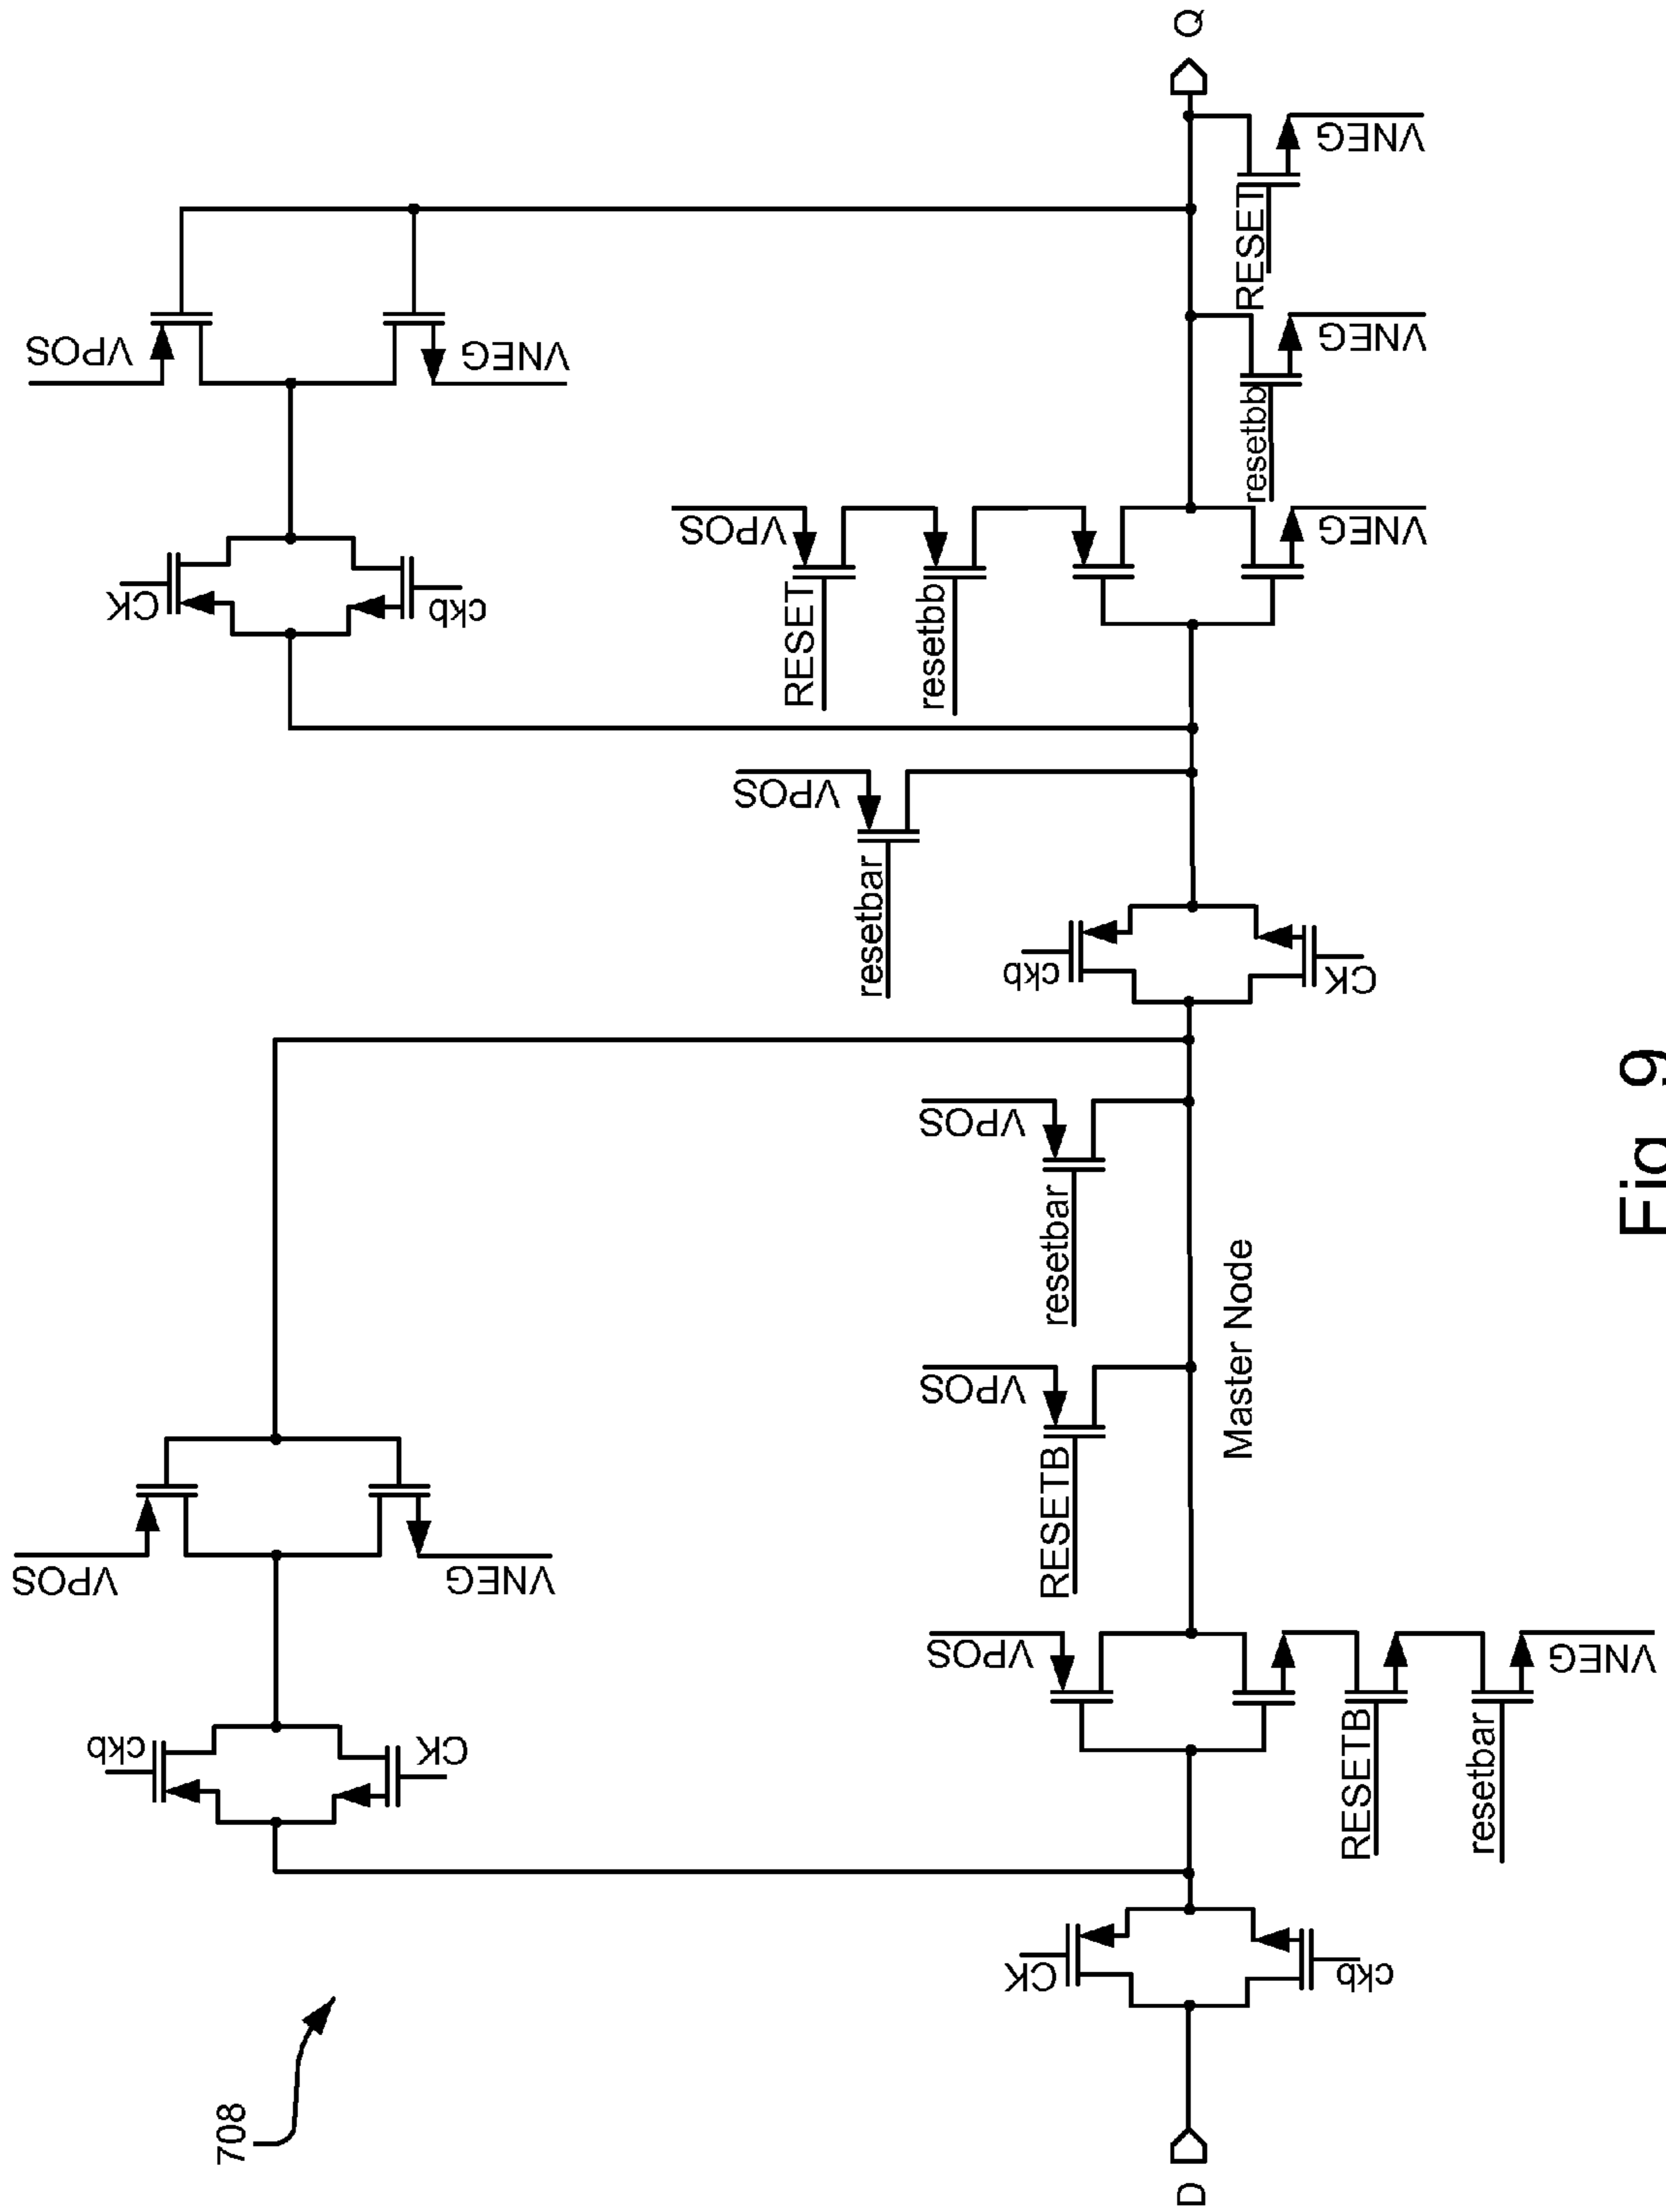 Q
VNEG
RESET
VPOS
VNEG
VNEG
resetbb
VPOS
VNEG
CK
ckb
RESET
resetbb
VPOS
resetbar
ckb
CK
VPOS
Fig 9
resetbar
Master Node
VPOS
RESETB
VPOS
VNEG
VPOS
VNEG
ckb
CK
RESETB
resetbar
CK
ckb
708
D